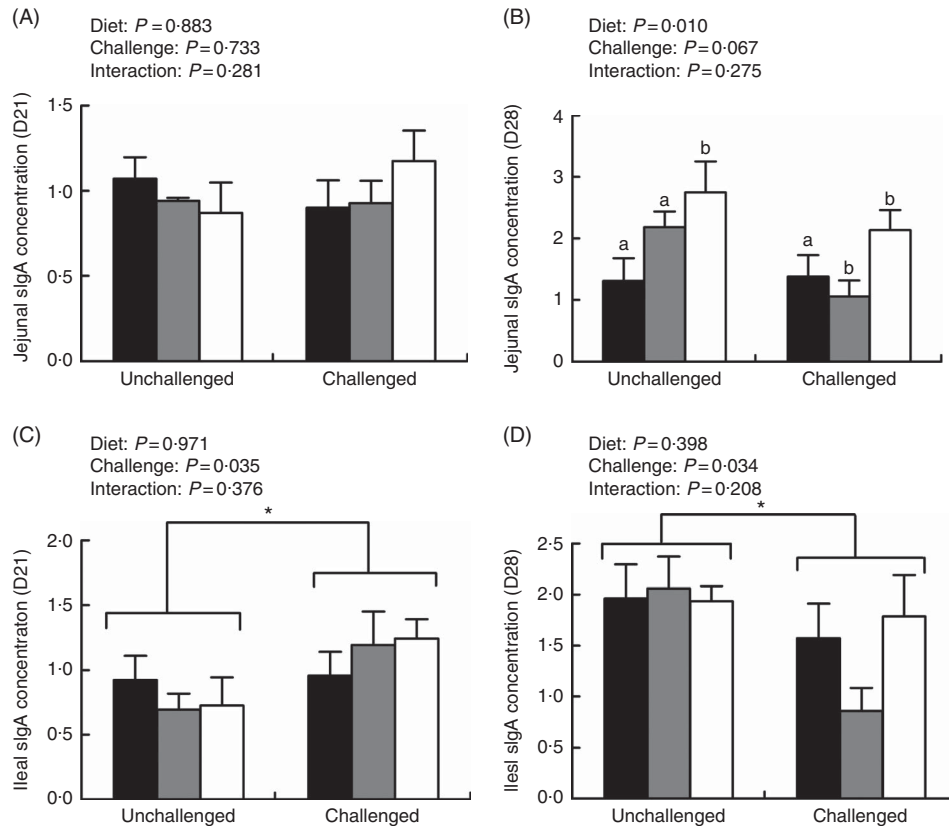 (A)
Diet: P=0·883
Challenge: P=0·733
Interaction: P=0·281
Jejunal sIgA concentration (D21)
1·5
1·0
0·5
0·0
Unchallenged Challenged
(B)
Diet: P=0·010
Challenge: P=0·067
Interaction: P=0·275
Jejunal sIgA concentration (D28)
4
3
2
1
0
a
a
b
a
b
b
Unchallenged Challenged
(C)
Diet: P=0·971
Challenge: P=0·035
Interaction: P=0·376
Ileal sIgA concentration (D21)
*
2·0
1·5
1·0
0·5
0·0
Unchallenged Challenged
(D)
Diet: P=0·398
Challenge: P=0·034
Interaction: P=0·208
Ilesl sIgA concentration (D28)
*
2·5
2·0
1·5
1·0
0·5
0·0
Unchallenged Challenged